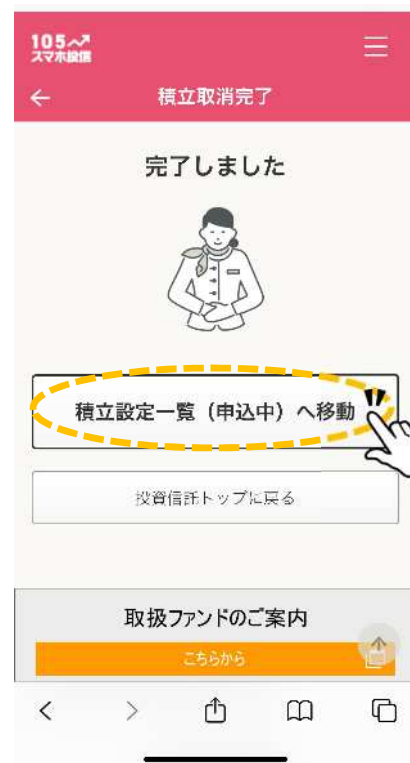 105
スマホ投信
積立取消完了
完了しました
積立設定一覧（申込中）へ移動
投資信託トップに戻る
取扱ファンドのご案内
こちらから